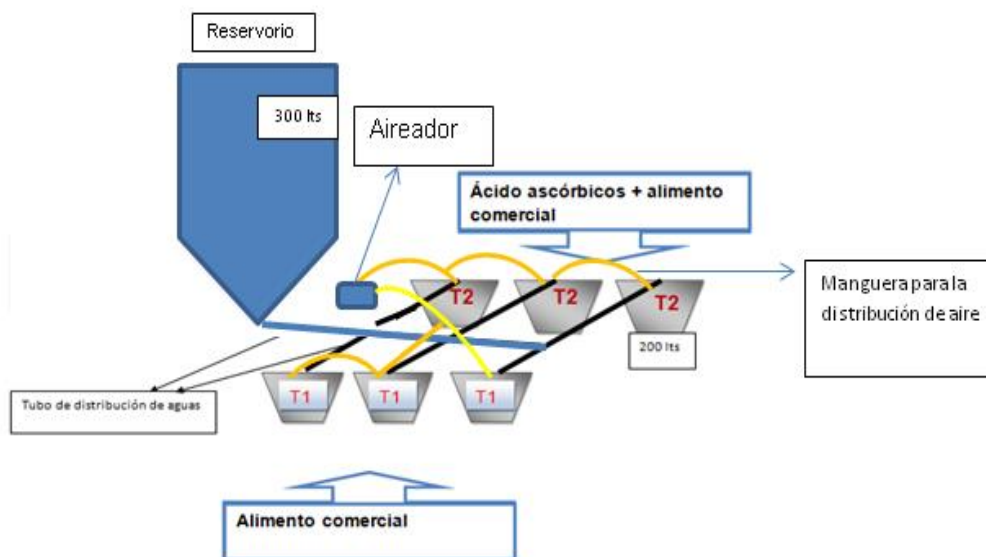 Reservorio
300 lts
Aireador
Ácido ascórbicos + alimento
comercial
T2
T2
T2
Manguera para la
distribución de aire
200 lts
T1
T1
T1
Tubo de distribución de aguas
Alimento comercial